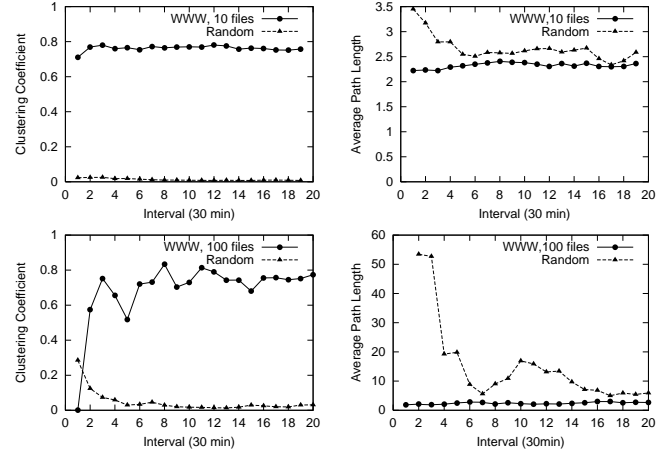 WWW, 10 files
Random
Clustering Coefficient
1
0.8
0.6
0.4
0.2
0
0 2 4 6 8 10 12 14 16 18 20
Interval (30 min)
WWW, 10 files
Random
Average Path Length
3.5
3
2.5
2
1.5
1
0.5
0
0 2 4 6 8 10 12 14 16 18 20
Interval (30 min)
WWW, 100 files
Random
Clustering Coefficient
1
0.8
0.6
0.4
0.2
0
0 2 4 6 8 10 12 14 16 18 20
Interval (30 min)
WWW,100 files
Random
Average Path Length
60
50
40
30
20
10
0
0 2 4 6 8 10 12 14 16 18 20
Interval (30min)